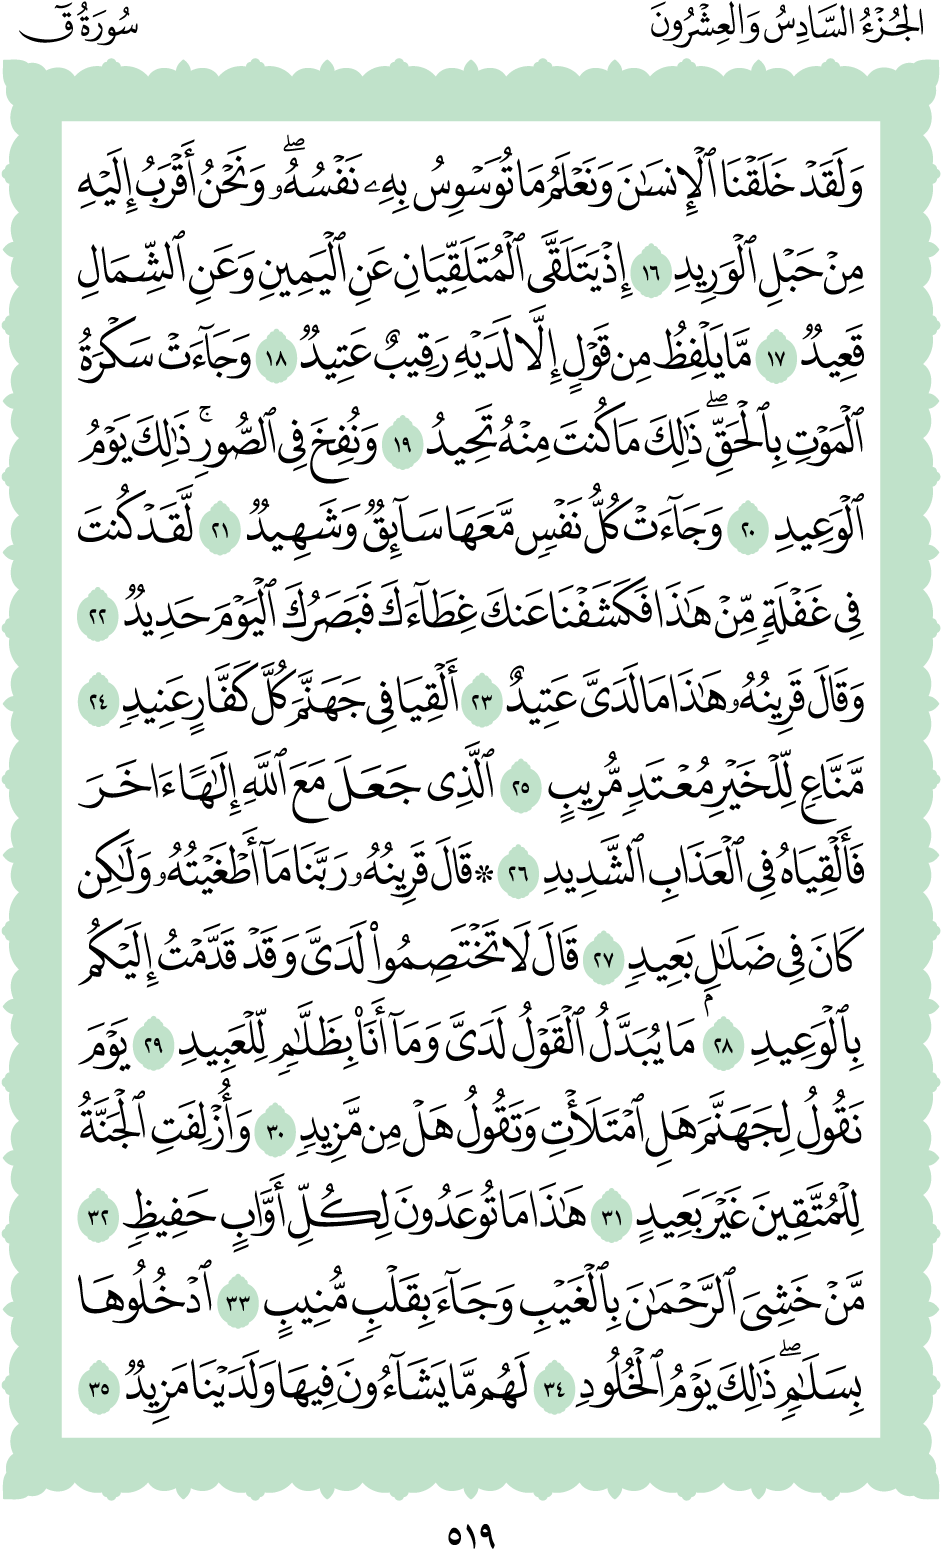 الجُزْءُ السَّادِسُ وَالعِشْرُونَ
سُورَةُ قٓ
وَلَقَدْ خَلَقْنَا ٱلْإِنسَٰنَ وَنَعْلَمُ مَا تُوَسْوِسُ بِهِۦ نَفْسُهُۥۖ وَنَحْنُ أَقْرَبُ إِلَيْهِ
مِنْ حَبْلِ ٱلْوَرِيدِ ١٦ إِذْ يَتَلَقَّى ٱلْمُتَلَقِّيَانِ عَنِ ٱلْيَمِينِ وَعَنِ ٱلشِّمَالِ
قَعِيدٌ ١٧ مَّا يَلْفِظُ مِن قَوْلٍ إِلَّا لَدَيْهِ رَقِيبٌ عَتِيدٌ ١٨ وَجَآءَتْ سَكْرَةُ
ٱلْمَوْتِ بِٱلْحَقِّۖ ذَٰلِكَ مَا كُنتَ مِنْهُ تَحِيدُ ١٩ وَنُفِخَ فِى ٱلصُّورِۚ ذَٰلِكَ يَوْمُ
ٱلْوَعِيدِ ٢٠ وَجَآءَتْ كُلُّ نَفْسٍ مَّعَهَا سَآئِقٌ وَشَهِيدٌ ٢١ لَّقَدْ كُنتَ
فِى غَفْلَةٍ مِّنْ هَٰذَا فَكَشَفْنَا عَنكَ غِطَآءَكَ فَبَصَرُكَ ٱلْيَوْمَ حَدِيدٌ ٢٢
وَقَالَ قَرِينُهُۥ هَٰذَا مَا لَدَىَّ عَتِيدٌ ٢٣ أَلْقِيَا فِى جَهَنَّمَ كُلَّ كَفَّارٍ عَنِيدٍ ٢٤
مَّنَّاعٍ لِّلْخَيْرِ مُعْتَدٍ مُّرِيبٍ ٢٥ ٱلَّذِى جَعَلَ مَعَ ٱللَّهِ إِلَٰهًا ءَاخَرَ
فَأَلْقِيَاهُ فِى ٱلْعَذَابِ ٱلشَّدِيدِ ٢٦ ۞ قَالَ قَرِينُهُۥ رَبَّنَا مَآ أَطْغَيْتُهُۥ وَلَٰكِن
كَانَ فِى ضَلَٰلٍۭ بَعِيدٍ ٢٧ قَالَ لَا تَخْتَصِمُوا۟ لَدَىَّ وَقَدْ قَدَّمْتُ إِلَيْكُم
بِٱلْوَعِيدِ ٢٨ مَا يُبَدَّلُ ٱلْقَوْلُ لَدَىَّ وَمَآ أَنَا۠ بِظَلَّٰمٍ لِّلْعَبِيدِ ٢٩ يَوْمَ
نَقُولُ لِجَهَنَّمَ هَلِ ٱمْتَلَأْتِ وَتَقُولُ هَلْ مِن مَّزِيدٍ ٣٠ وَأُزْلِفَتِ ٱلْجَنَّةُ
لِلْمُتَّقِينَ غَيْرَ بَعِيدٍ ٣١ هَٰذَا مَا تُوعَدُونَ لِكُلِّ أَوَّابٍ حَفِيظٍ ٣٢
مَّنْ خَشِىَ ٱلرَّحْمَٰنَ بِٱلْغَيْبِ وَجَآءَ بِقَلْبٍ مُّنِيبٍ ٣٣ ٱدْخُلُوهَا
بِسَلَٰمٍۖ ذَٰلِكَ يَوْمُ ٱلْخُلُودِ ٣٤ لَهُم مَّا يَشَآءُونَ فِيهَا وَلَدَيْنَا مَزِيدٌ ٣٥
٥١٩